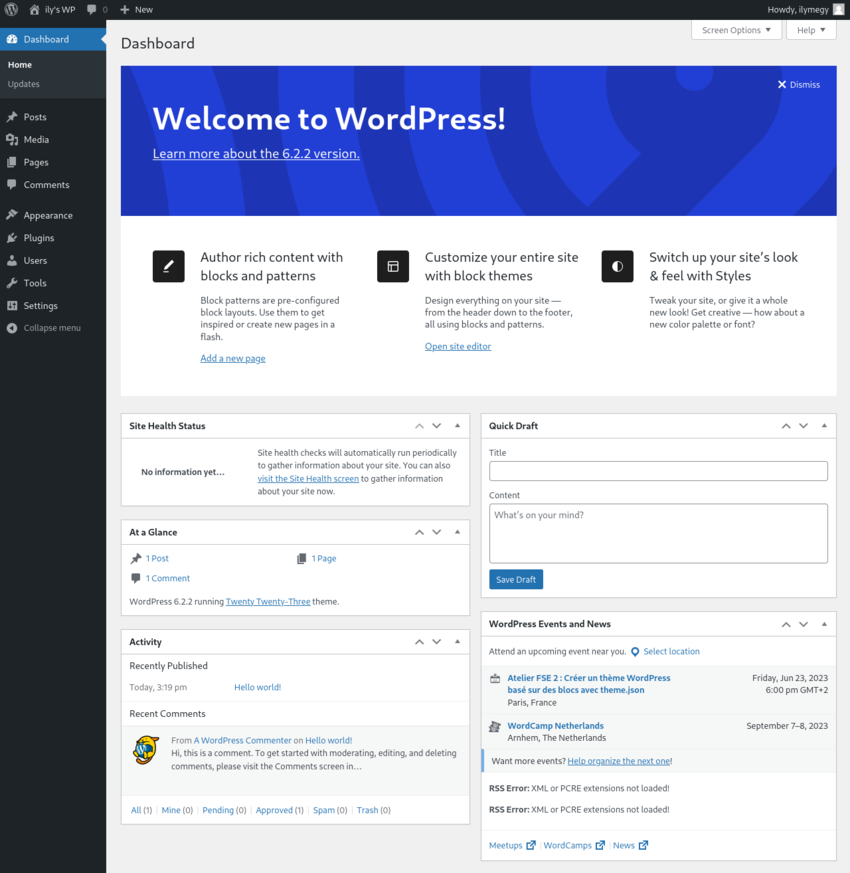 ily's WP 0 New
Howdy, ilymegy
Dashboard
Home
Updates
Posts
Media
Pages
Comments
Appearance
Plugins
Users
Tools
Settings
Collapse menu
Screen Options
Help
Dashboard
Dismiss
Welcome to WordPress!
Learn more about the 6.2.2 version.
Author rich content with
blocks and patterns
Block patterns are pre-configured
block layouts. Use them to get
inspired or create new pages in a
flash.
Add a new page
Customize your entire site
with block themes
Design everything on your site —
from the header down to the footer,
all using blocks and patterns.
Open site editor
Switch up your site's look
& feel with Styles
Tweak your site, or give it a whole
new look! Get creative — how about a
new color palette or font?
Site Health Status
No information yet…
Site health checks will automatically run periodically
to gather information about your site. You can also
visit the Site Health screen to gather information
about your site now.
At a Glance
1 Post
1 Page
1 Comment
WordPress 6.2.2 running Twenty Twenty-Three theme.
Activity
Recently Published
Today, 3:19 pm Hello world!
Recent Comments
From A WordPress Commenter on Hello world!
Hi, this is a comment. To get started with moderating, editing, and deleting
comments, please visit the Comments screen in…
All (1) | Mine (0) | Pending (0) | Approved (1) | Spam (0) | Trash (0)
Quick Draft
Title
Content
What's on your mind?
Save Draft
WordPress Events and News
Attend an upcoming event near you. Select location
Atelier FSE 2 : Créer un thème WordPress
basé sur des blocs avec theme.json
Paris, France
Friday, Jun 23, 2023
6:00 pm GMT+2
WordCamp Netherlands
Arnhem, The Netherlands
September 7–8, 2023
Want more events? Help organize the next one!
RSS Error: XML or PCRE extensions not loaded!
RSS Error: XML or PCRE extensions not loaded!
Meetups | WordCamps | News